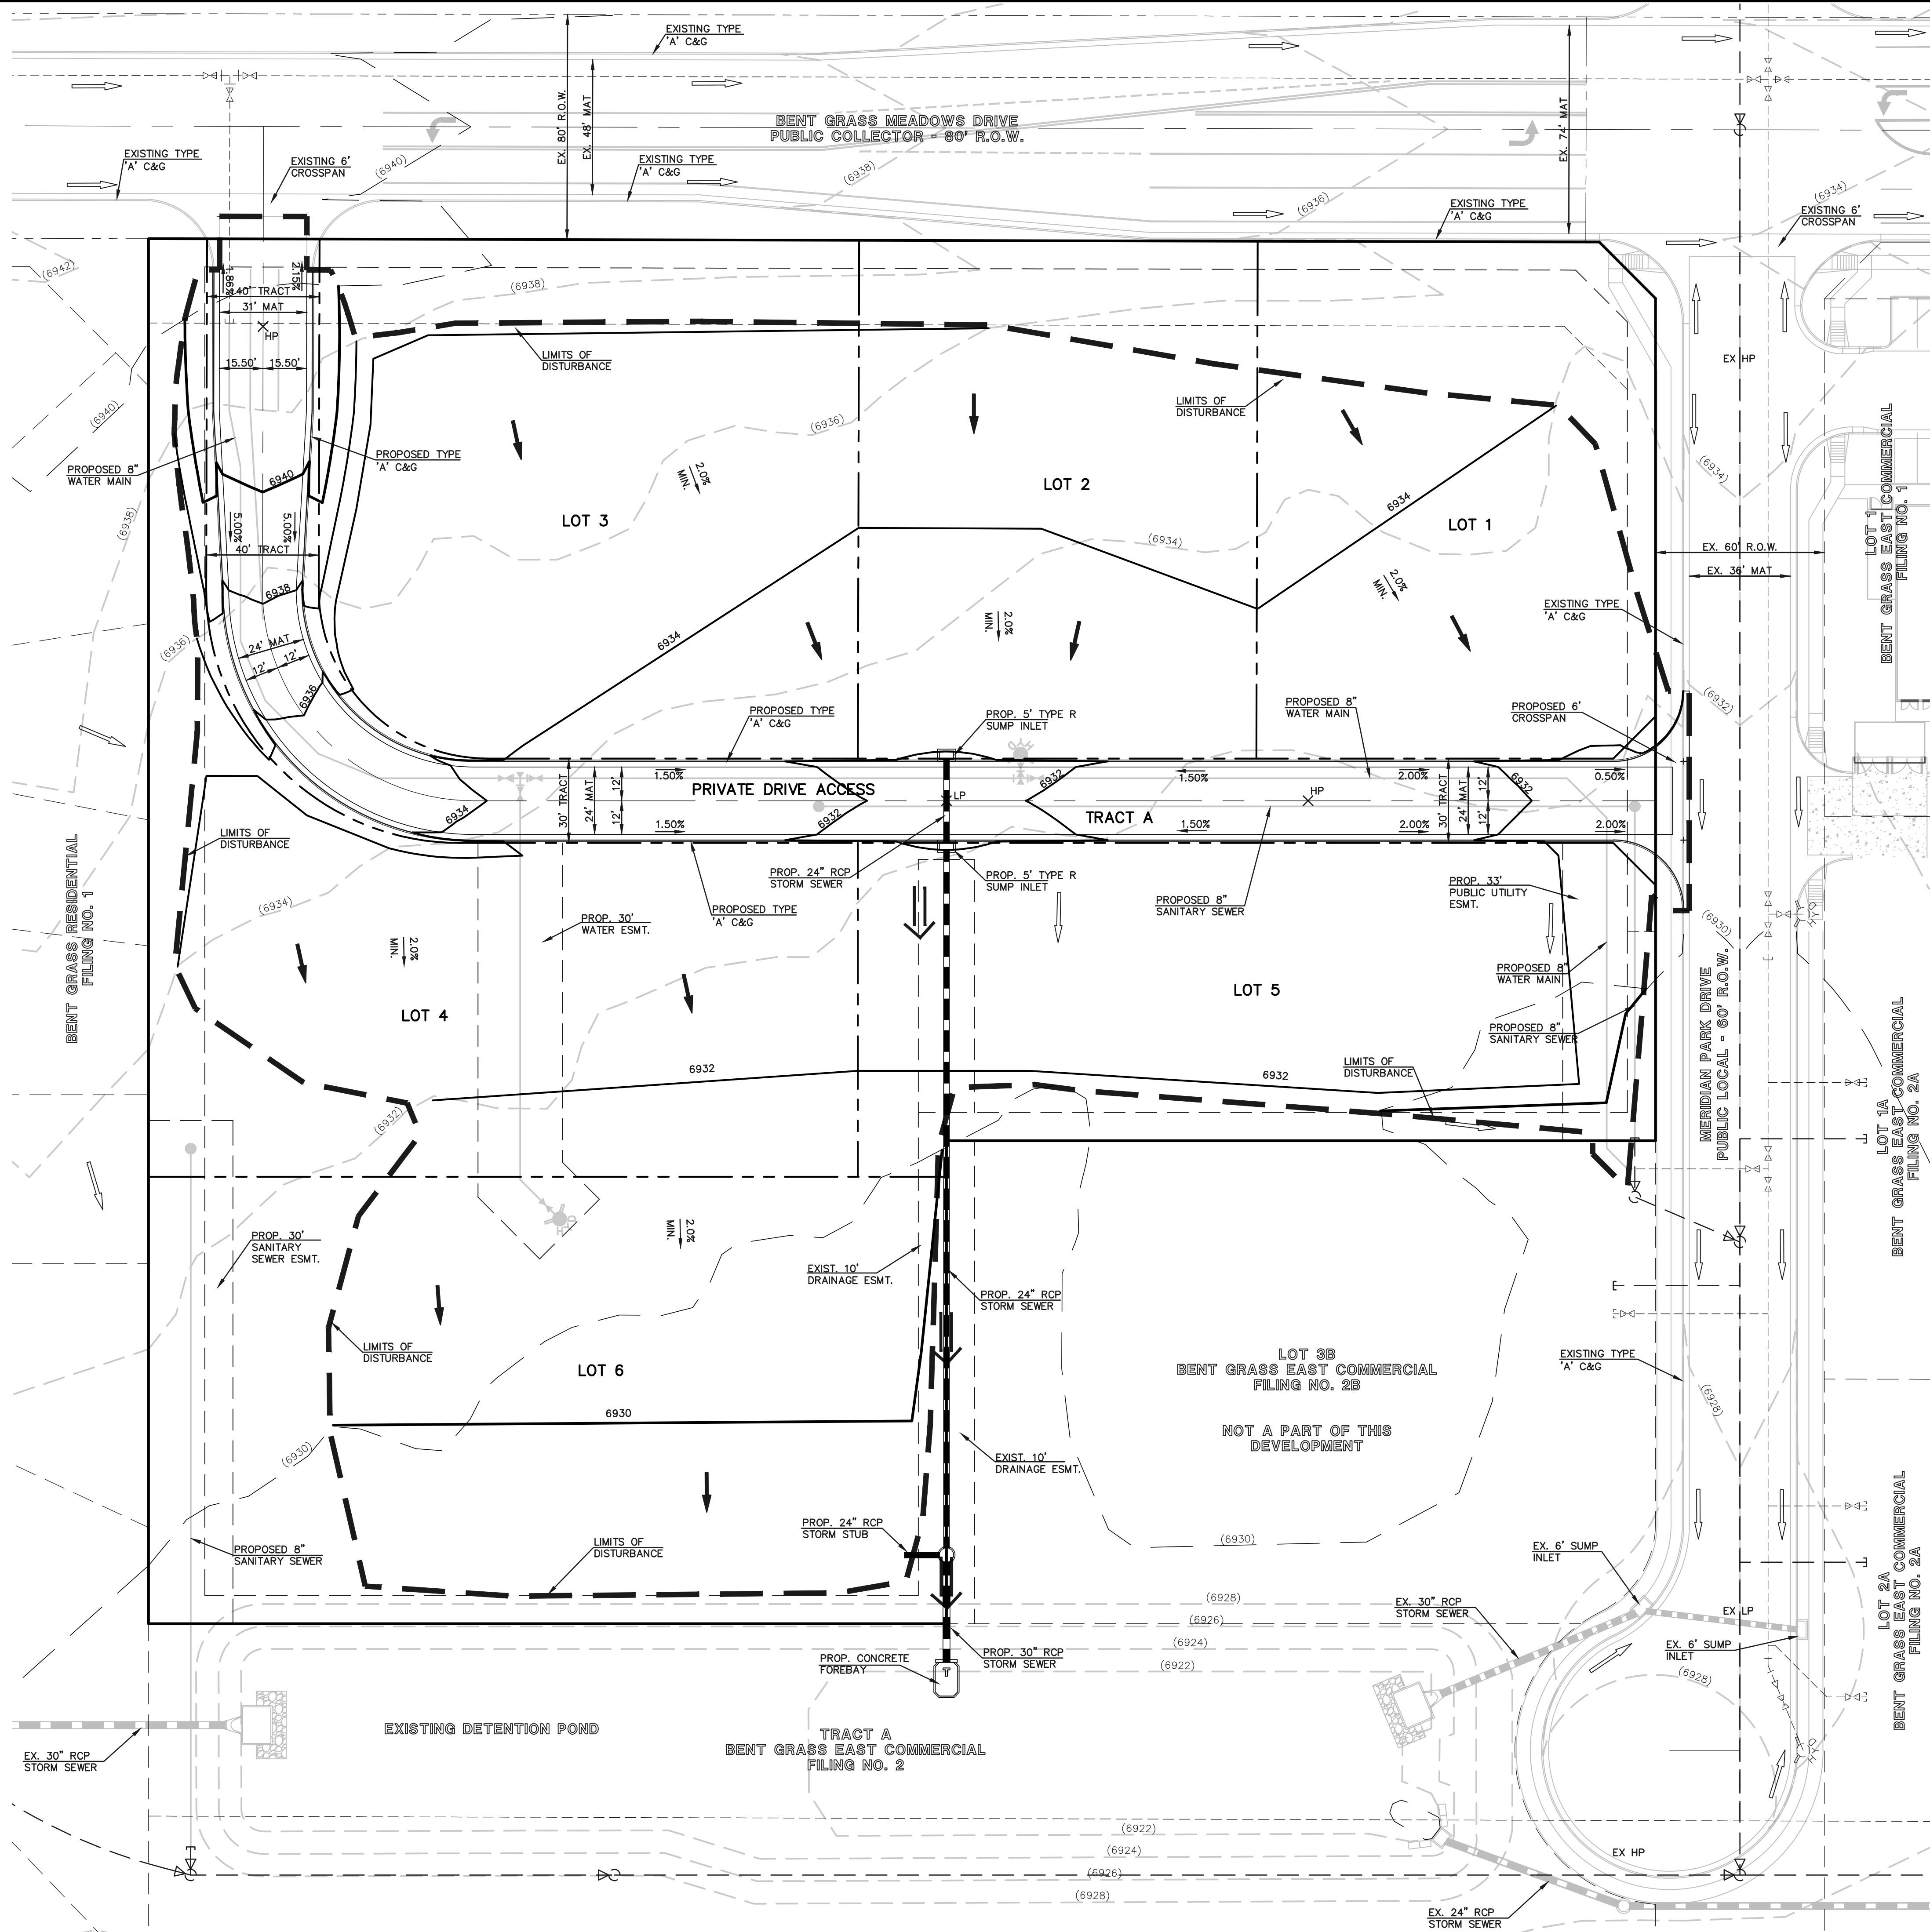 EXISTING TYPE
'A' C&G
EX. 80' R.O.W.
EX. 48' MAT
EX. 74' MAT
BENT GRASS MEADOWS DRIVE
PUBLIC COLLECTOR - 80' R.O.W.
EXISTING TYPE
'A' C&G
EXISTING 6'
CROSSPAN
(6940)
EXISTING TYPE
'A' C&G
(6938)
(6936)
EXISTING TYPE
'A' C&G
(6934)
EXISTING 6'
CROSSPAN
(6942)
1.86%
2.15%
40' TRACT
31' MAT
HP
15.50'
15.50'
(6938)
LIMITS OF
DISTURBANCE
EX HP
LIMITS OF
DISTURBANCE
(6940)
(6936)
PROPOSED 8"
WATER MAIN
PROPOSED TYPE
'A' C&G
6940
2.0%
MIN.
LOT 2
LOT 3
LOT 1
6934
(6934)
(6934)
LOT 1
BENT GRASS EAST COMMERCIAL
FILING NO. 1
(6938)
5.00%
5.00%
40' TRACT
EX. 60' R.O.W.
EX. 36' MAT
6938
2.0%
MIN.
2.0%
MIN.
EXISTING TYPE
'A' C&G
(6936)
24' MAT
12'
12'
6934
6936
(6932)
PROPOSED TYPE
'A' C&G
PROP. 5' TYPE R
SUMP INLET
PROPOSED 8"
WATER MAIN
PROPOSED 6'
CROSSPAN
30' TRACT
24' MAT
12'
12'
1.50%
1.50%
2.00%
30' TRACT
24' MAT
12'
12'
0.50%
PRIVATE DRIVE ACCESS
6932
LP
6932
HP
6932
6934
1.50%
TRACT A
1.50%
2.00%
2.00%
LIMITS OF
DISTURBANCE
PROP. 24" RCP
STORM SEWER
PROP. 5' TYPE R
SUMP INLET
PROP. 33'
PUBLIC UTILITY
ESMT.
PROPOSED 8"
SANITARY SEWER
(6934)
PROP. 30'
WATER ESMT.
PROPOSED TYPE
'A' C&G
(6930)
BENT GRASS RESIDENTIAL
FILING NO. 1
2.0%
MIN.
PROPOSED 8"
WATER MAIN
LOT 5
LOT 4
PROPOSED 8"
SANITARY SEWER
MERIDIAN PARK DRIVE
PUBLIC LOCAL - 60' R.O.W.
LOT 1A
BENT GRASS EAST COMMERCIAL
FILING NO. 2A
LIMITS OF
DISTURBANCE
6932
6932
(6932)
PROP. 30'
SANITARY
SEWER ESMT.
2.0%
MIN.
EXIST. 10'
DRAINAGE ESMT.
PROP. 24" RCP
STORM SEWER
LIMITS OF
DISTURBANCE
LOT 3B
BENT GRASS EAST COMMERCIAL
FILING NO. 2B
EXISTING TYPE
'A' C&G
LOT 6
(6928)
6930
NOT A PART OF THIS
DEVELOPMENT
(6930)
EXIST. 10'
DRAINAGE ESMT.
PROP. 24" RCP
STORM STUB
(6930)
PROPOSED 8"
SANITARY SEWER
LIMITS OF
DISTURBANCE
EX. 6' SUMP
INLET
LOT 2A
BENT GRASS EAST COMMERCIAL
FILING NO. 2A
(6928)
EX. 30" RCP
STORM SEWER
EX LP
(6926)
(6924)
EX. 6' SUMP
INLET
PROP. CONCRETE
FOREBAY
PROP. 30" RCP
STORM SEWER
(6922)
T
(6928)
EXISTING DETENTION POND
TRACT A
BENT GRASS EAST COMMERCIAL
FILING NO. 2
EX. 30" RCP
STORM SEWER
(6922)
(6924)
EX HP
(6926)
(6928)
EX. 24" RCP
STORM SEWER